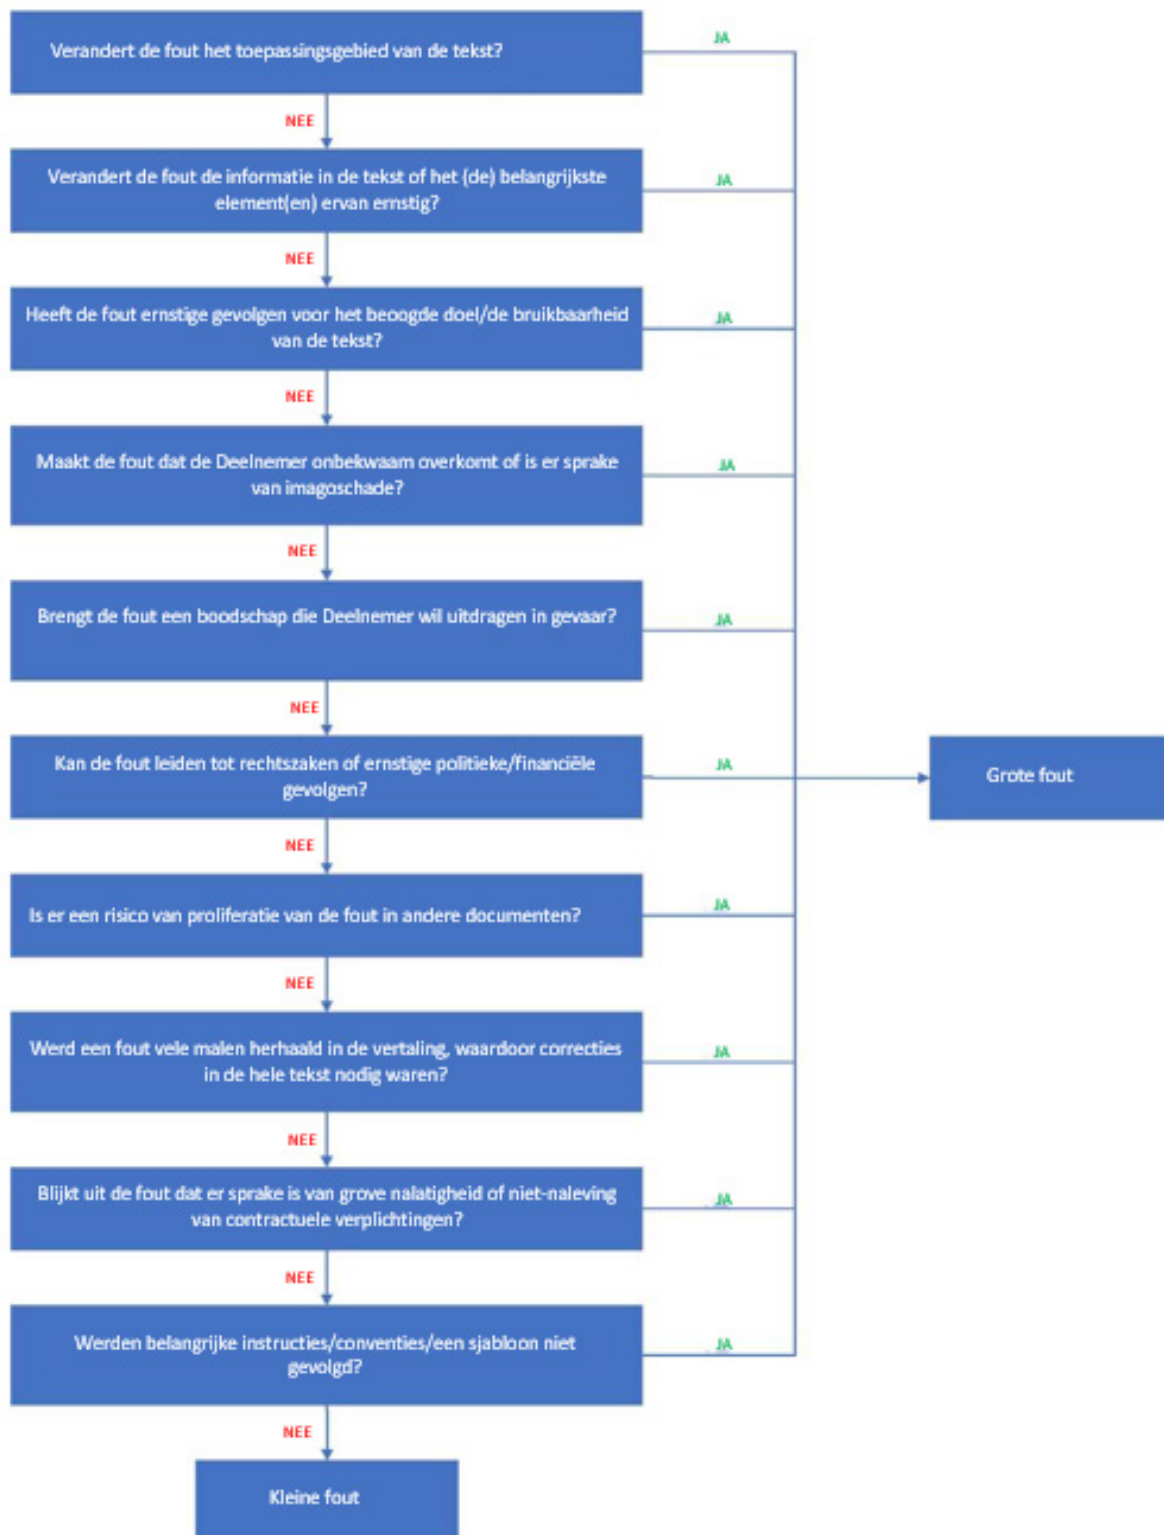 Verandert de fout het toepassingsgebied van de tekst?
JA
NEE
Verandert de fout de informatie in de tekst of het (de) belangrijkste
element(en) ervan ernstig?
JA
NEE
Heeft de fout ernstige gevolgen voor het beoogde doel/de bruikbaarheid
van de tekst?
JA
NEE
Maakt de fout dat de Deelnemer onbekwaam overkomt of is er sprake
van imagoschade?
JA
NEE
Brengt de fout een boodschap die Deelnemer wil uitdragen in gevaar?
JA
NEE
Kan de fout leiden tot rechtszaken of ernstige politieke/financiële
gevolgen?
JA
Grote fout
NEE
Is er een risico van proliferatie van de fout in andere documenten?
JA
NEE
Werd een fout vele malen herhaald in de vertaling, waardoor correcties
in de hele tekst nodig waren?
JA
NEE
Blijkt uit de fout dat er sprake is van grove nalatigheid of niet-naleving
van contractuele verplichtingen?
JA
NEE
Werden belangrijke instructies/conventies/een sjabloon niet
gevolgd?
JA
NEE
Kleine fout